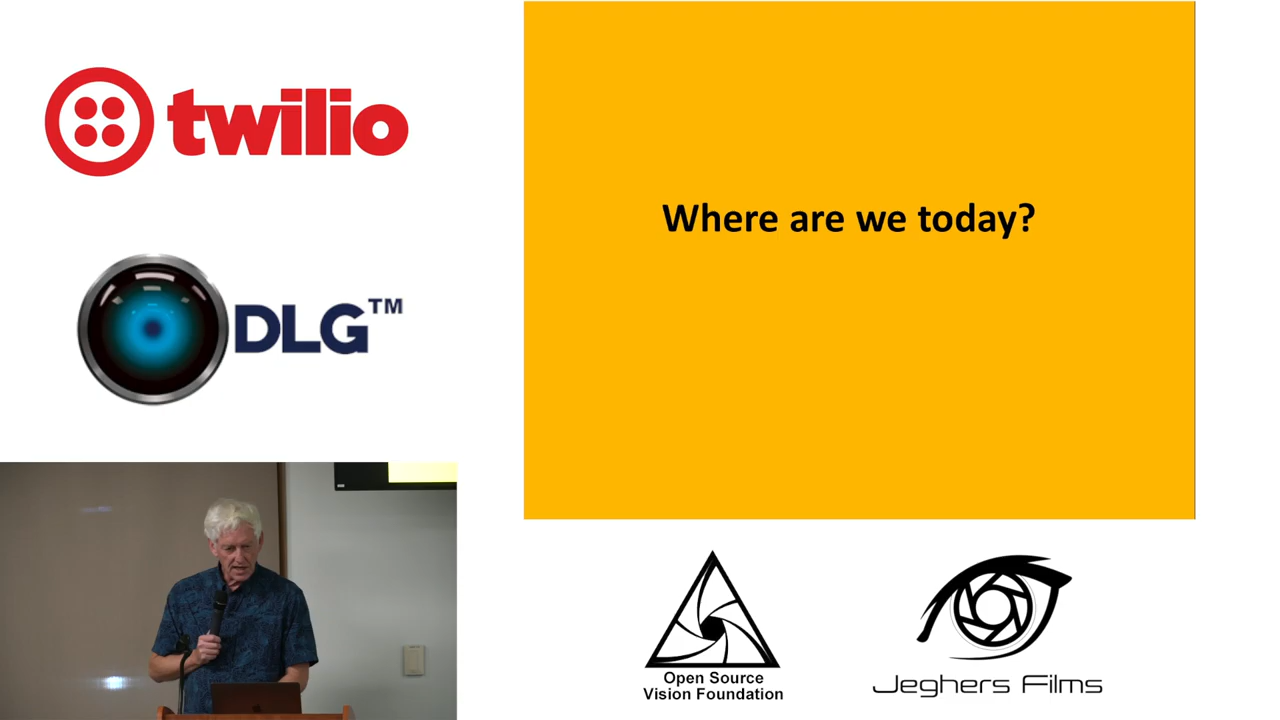 twilio
DLG™
Where are we today?
Open Source
Vision Foundation
Jeghers Films